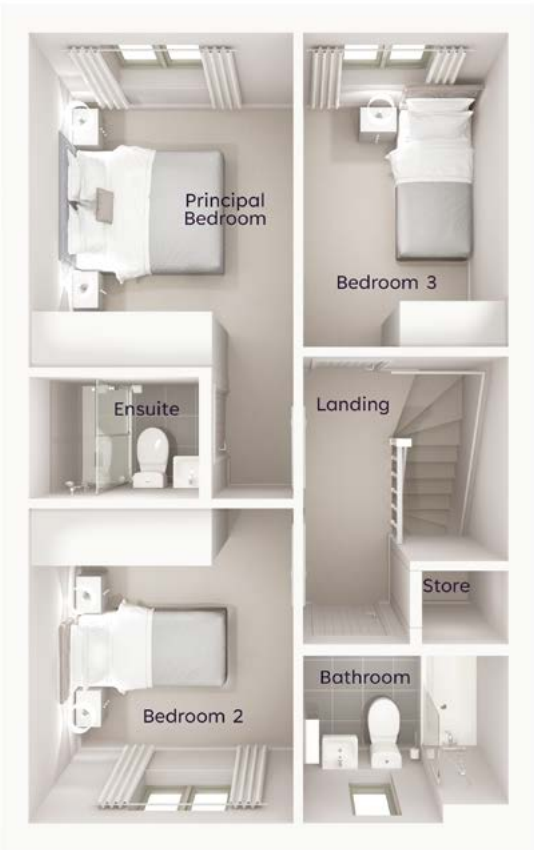 Principal
Bedroom
Bedroom 3
Ensuite
Landing
Store
Bathroom
Bedroom 2